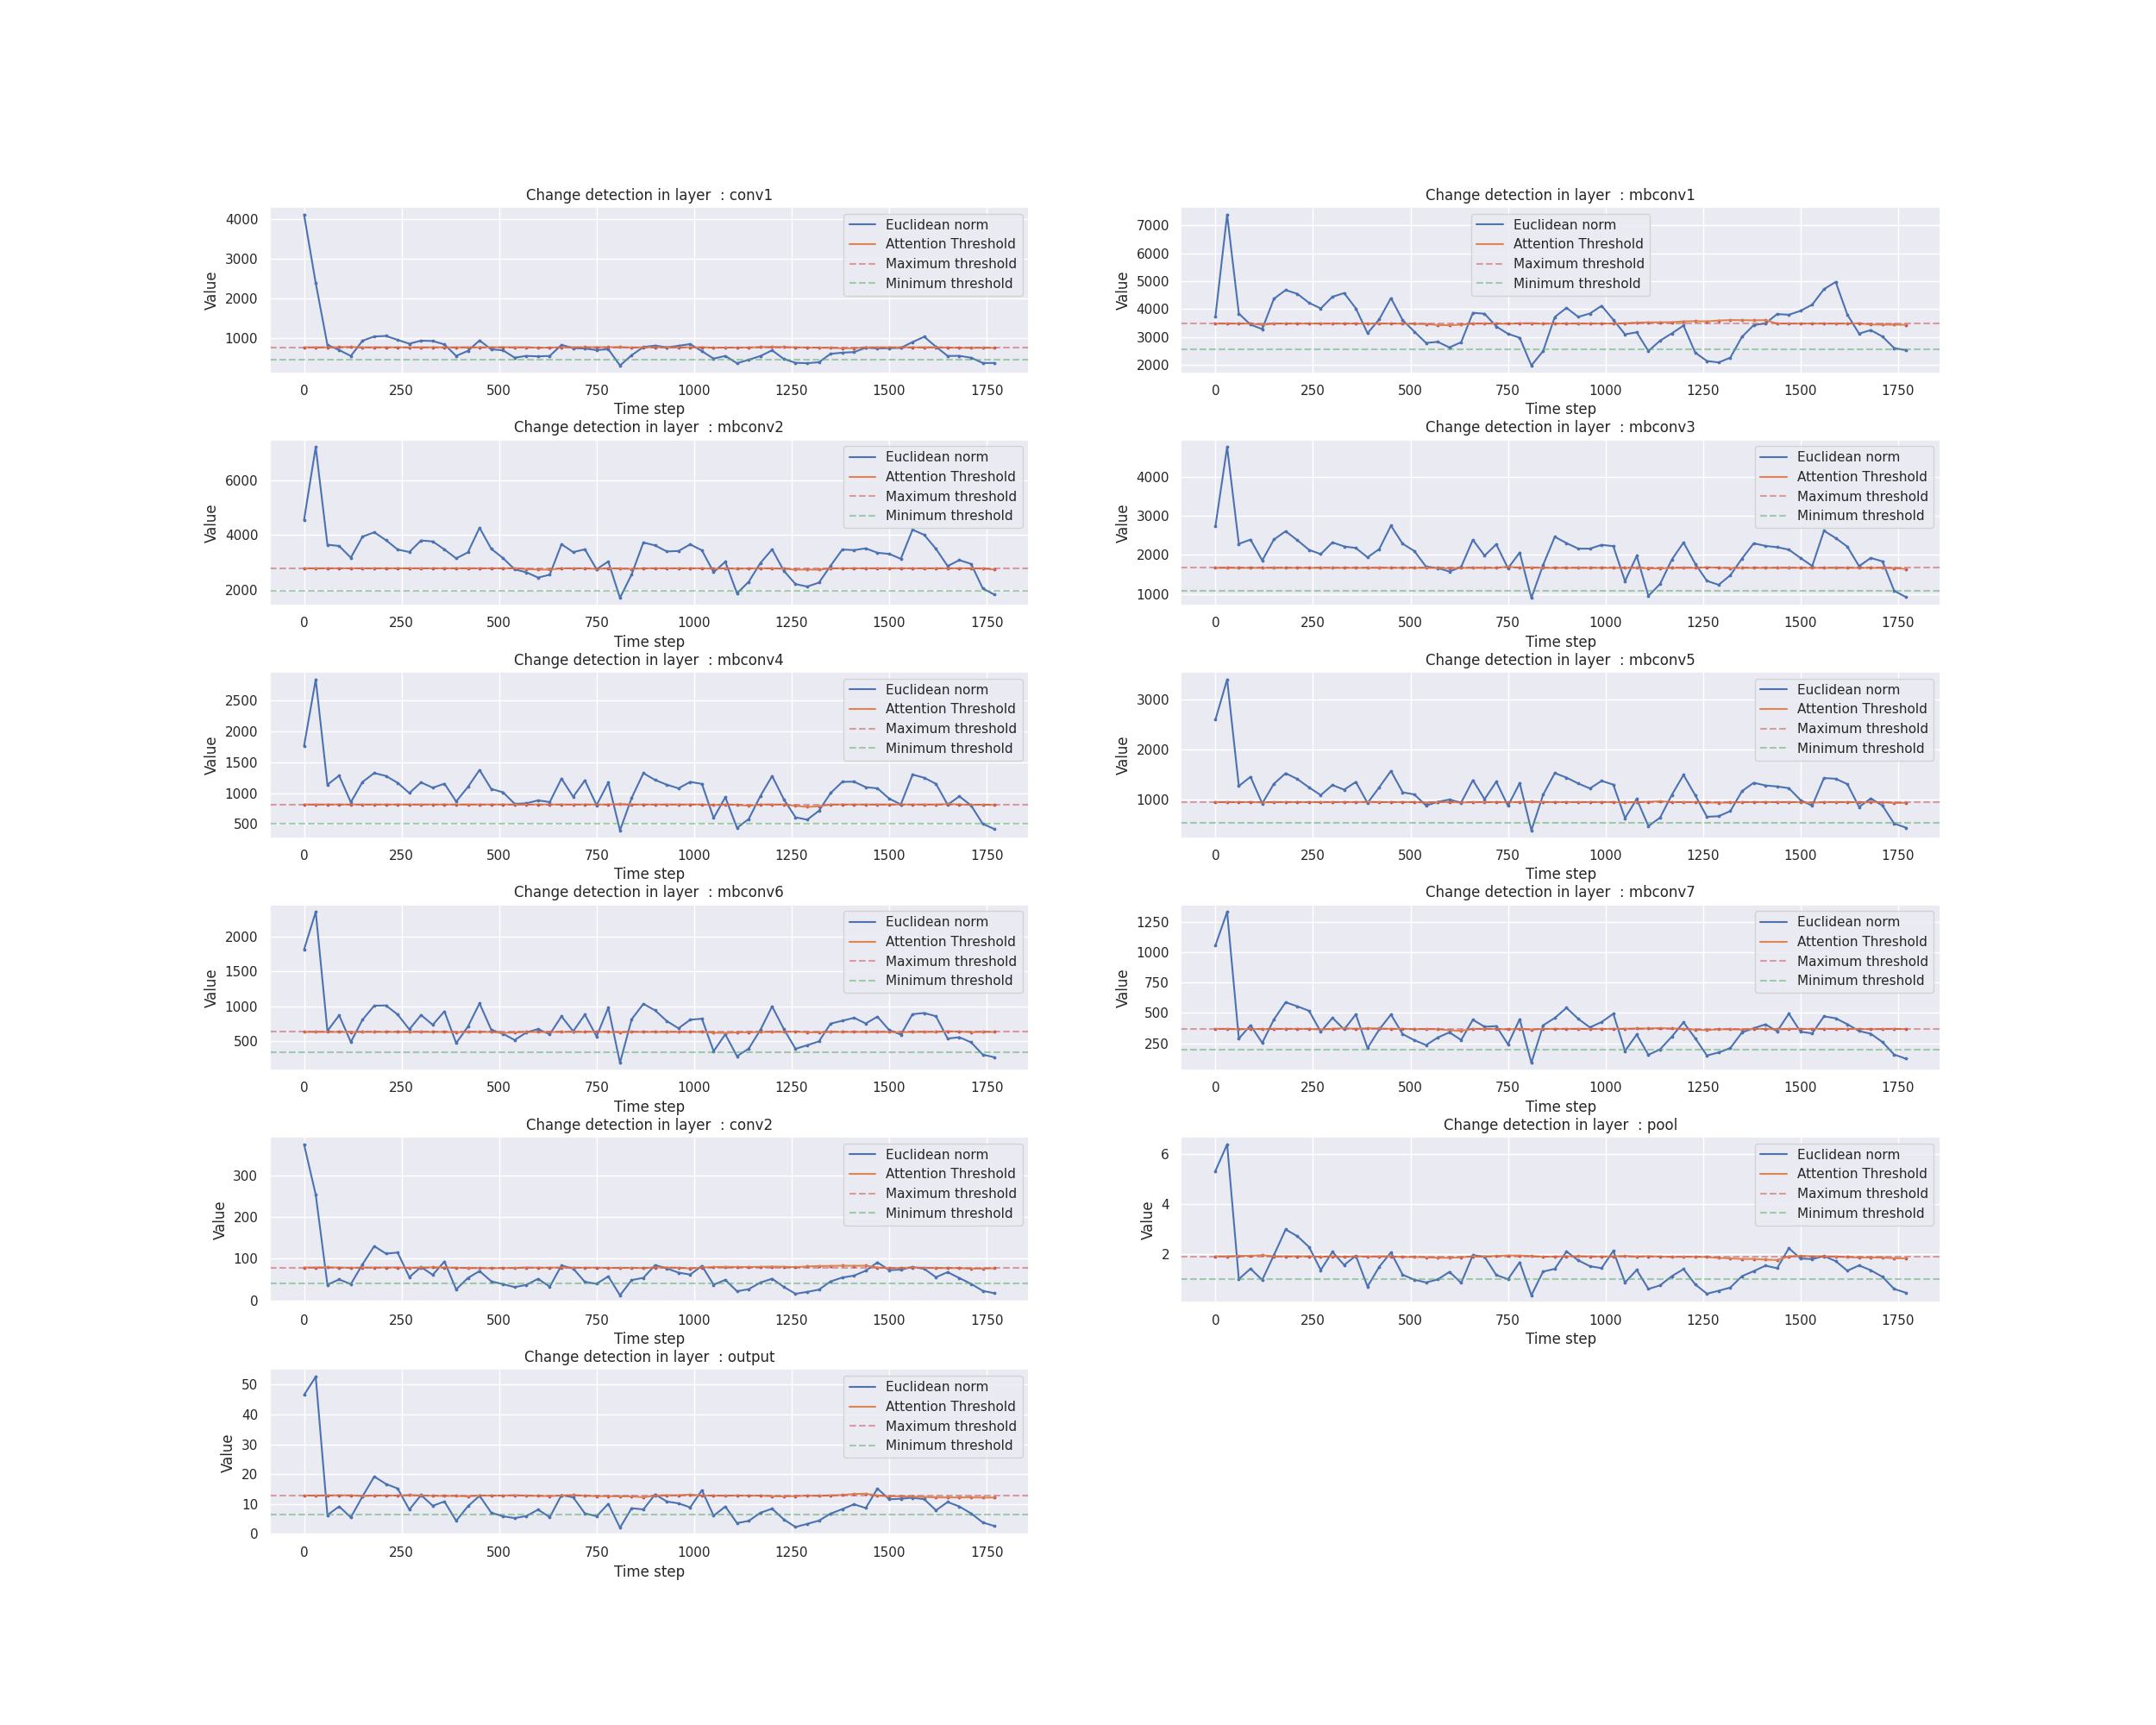 Change detection in layer : conv1
Value
4000
3000
2000
1000
Euclidean norm
Attention Threshold
Maximum threshold
Minimum threshold
0 250 500 750 1000 1250 1500 1750
Time step
Change detection in layer : mbconv1
Value
7000
6000
5000
4000
3000
2000
Euclidean norm
Attention Threshold
Maximum threshold
Minimum threshold
0 250 500 750 1000 1250 1500 1750
Time step
Change detection in layer : mbconv2
Value
6000
4000
2000
Euclidean norm
Attention Threshold
Maximum threshold
Minimum threshold
0 250 500 750 1000 1250 1500 1750
Time step
Change detection in layer : mbconv3
Value
4000
3000
2000
1000
Euclidean norm
Attention Threshold
Maximum threshold
Minimum threshold
0 250 500 750 1000 1250 1500 1750
Time step
Change detection in layer : mbconv4
Value
2500
2000
1500
1000
500
Euclidean norm
Attention Threshold
Maximum threshold
Minimum threshold
0 250 500 750 1000 1250 1500 1750
Time step
Change detection in layer : mbconv5
Value
3000
2000
1000
Euclidean norm
Attention Threshold
Maximum threshold
Minimum threshold
0 250 500 750 1000 1250 1500 1750
Time step
Change detection in layer : mbconv6
Value
2000
1500
1000
500
Euclidean norm
Attention Threshold
Maximum threshold
Minimum threshold
0 250 500 750 1000 1250 1500 1750
Time step
Change detection in layer : mbconv7
Value
1250
1000
750
500
250
Euclidean norm
Attention Threshold
Maximum threshold
Minimum threshold
0 250 500 750 1000 1250 1500 1750
Time step
Change detection in layer : conv2
Value
300
200
100
0
Euclidean norm
Attention Threshold
Maximum threshold
Minimum threshold
0 250 500 750 1000 1250 1500 1750
Time step
Change detection in layer : pool
Value
6
4
2
Euclidean norm
Attention Threshold
Maximum threshold
Minimum threshold
0 250 500 750 1000 1250 1500 1750
Time step
Change detection in layer : output
Value
50
40
30
20
10
0
Euclidean norm
Attention Threshold
Maximum threshold
Minimum threshold
0 250 500 750 1000 1250 1500 1750
Time step